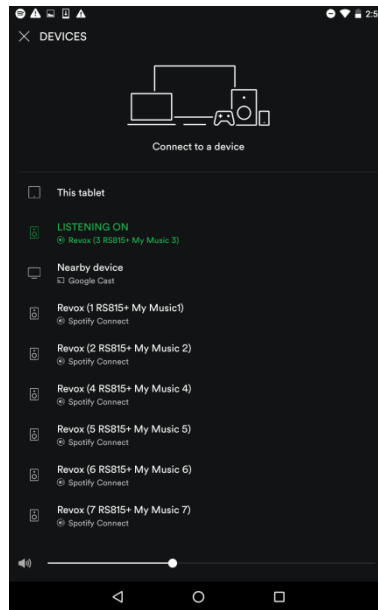 2:5
DEVICES
Connect to a device
This tablet
LISTENING ON
Revox (3 RS815+ My Music 3)
Nearby device
Google Cast
Revox (1 RS815+ My Music1)
Spotify Connect
Revox (2 RS815+ My Music 2)
Spotify Connect
Revox (4 RS815+ My Music 4)
Spotify Connect
Revox (5 RS815+ My Music 5)
Spotify Connect
Revox (6 RS815+ My Music 6)
Spotify Connect
Revox (7 RS815+ My Music 7)
Spotify Connect